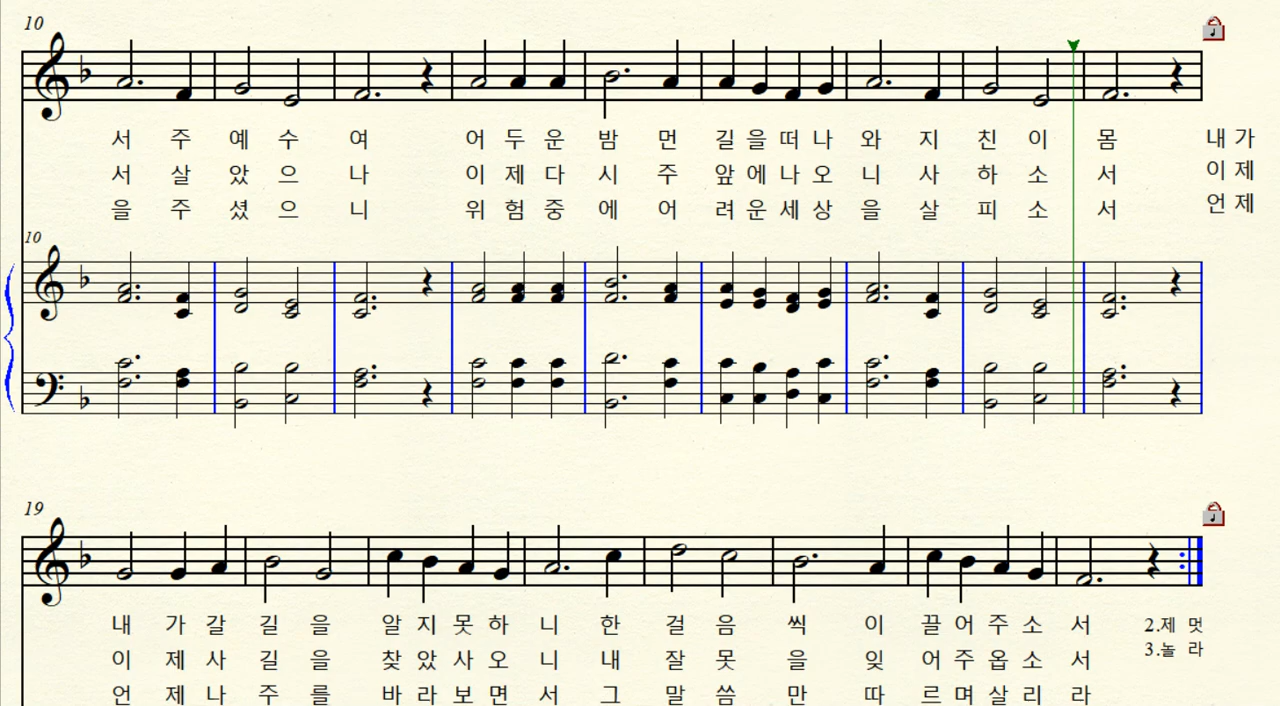 10
서 주 예 수 여 어 두 운 밤 먼 길 을 떠 나 와 지 친 이 몸 내 가
서 살 았 으 나 이 제 다 시 주 앞 에 나 오 니 사 하 소 서 이 제
을 주 셨 으 니 위 험 중 에 어 려 운 세 상 을 살 피 소 서 언 제
10
19
내 가 갈 길 을 알 지 못 하 니 한 걸 음 씩 이 끌 어 주 소 서 2.제 멋
이 제 사 길 을 찾 았 사 오 니 내 잘 못 을 잊 어 주 옵 소 서 3.놀 라
언 제 나 주 를 바 라 보 면 서 그 말 씀 만 따 르 며 살 리 라